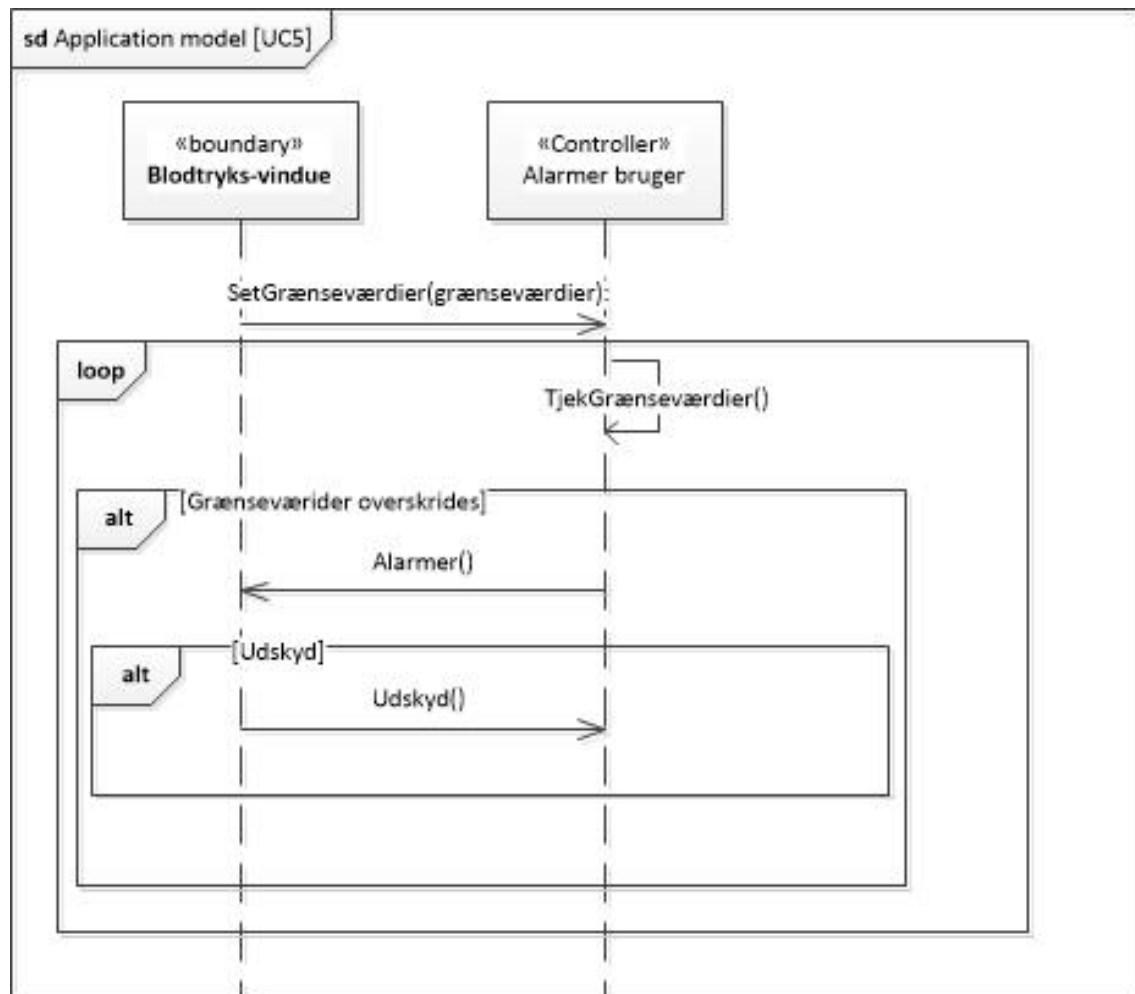 sd Application model [UC5]
«boundary»
Blodtryks-vindue
«Controller»
Alarmer bruger
SetGrænseværdier(grænseværdier)
loop
TjekGrænseværdier()
alt
[Grænseværider overskrides]
Alarmer()
alt
[Udskyd]
Udskyd()